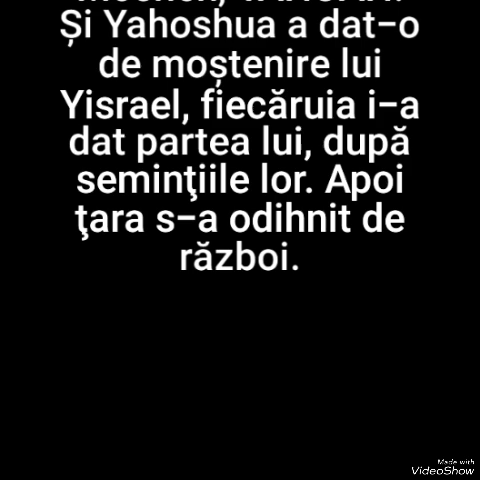 Și Yahoshua a dat-o
de moștenire lui
Yisrael, fiecăruia i-a
dat partea lui, după
seminţiile lor. Apoi
ţara s-a odihnit de
război.
Made with
VideoShow